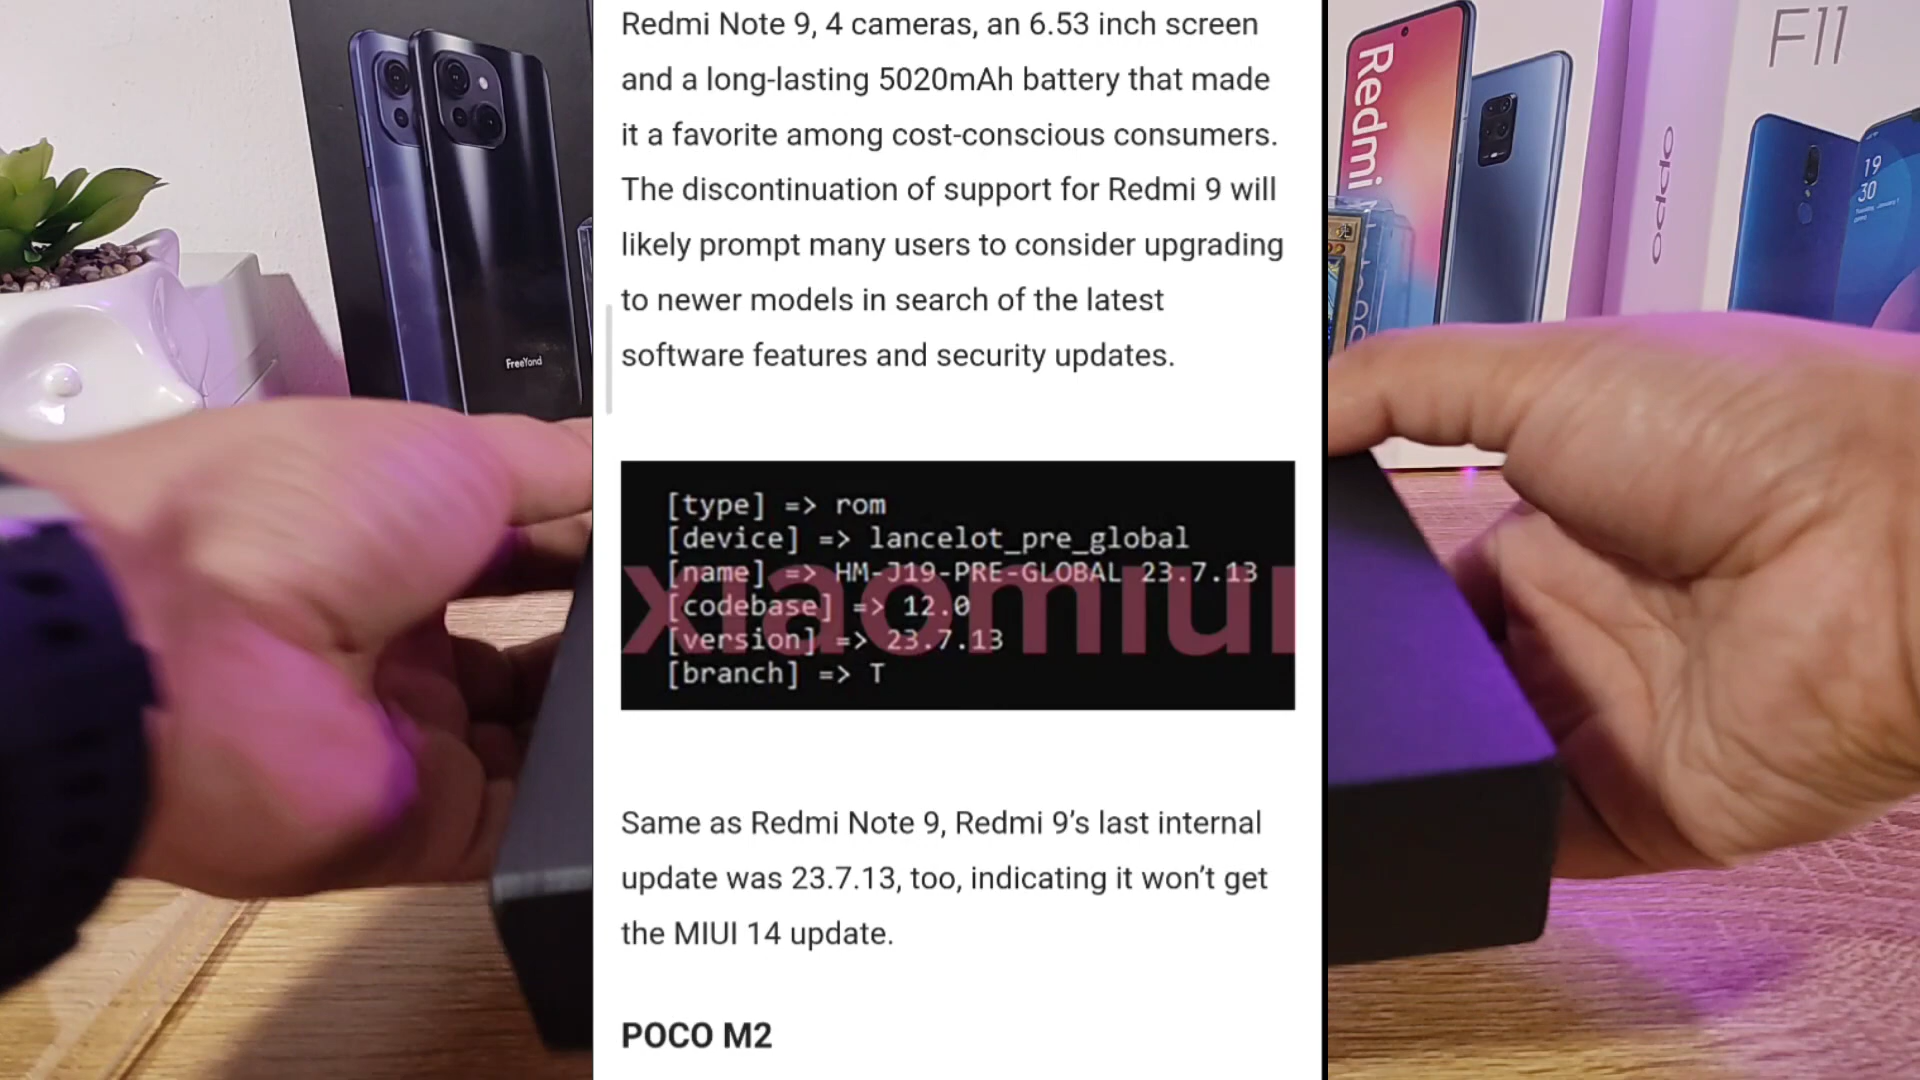 Redmi Note 9, 4 cameras, an 6.53 inch screen
and a long-lasting 5020mAh battery that made
it a favorite among cost-conscious consumers.
The discontinuation of support for Redmi 9 will
likely prompt many users to consider upgrading
to newer models in search of the latest
software features and security updates.
[type] => rom
[device] => lancelot_pre_global
[name] => HM-J19-PRE-GLOBAL 23.7.13
[codebase] => 12.0
[version] => 23.7.13
[branch] => T
xiaomiui
Same as Redmi Note 9, Redmi 9’s last internal
update was 23.7.13, too, indicating it won’t get
the MIUI 14 update.
POCO M2
FreeYond
Redmi
oppo
F11
19
30